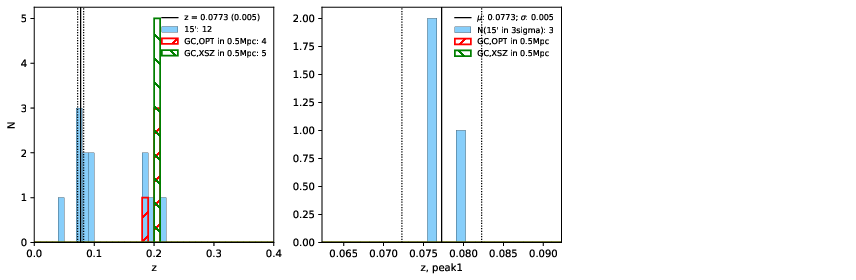 z = 0.0773 (0.005)
15': 12
GC,OPT in 0.5Mpc: 4
GC,XSZ in 0.5Mpc: 5
5
4
3
2
1
0
N
0.0 0.1 0.2 0.3 0.4
z
μ: 0.0773; σ: 0.005
N(15' in 3sigma): 3
GC,OPT in 0.5Mpc
GC,XSZ in 0.5Mpc
2.00
1.75
1.50
1.25
1.00
0.75
0.50
0.25
0.00
0.065 0.070 0.075 0.080 0.085 0.090
z, peak1